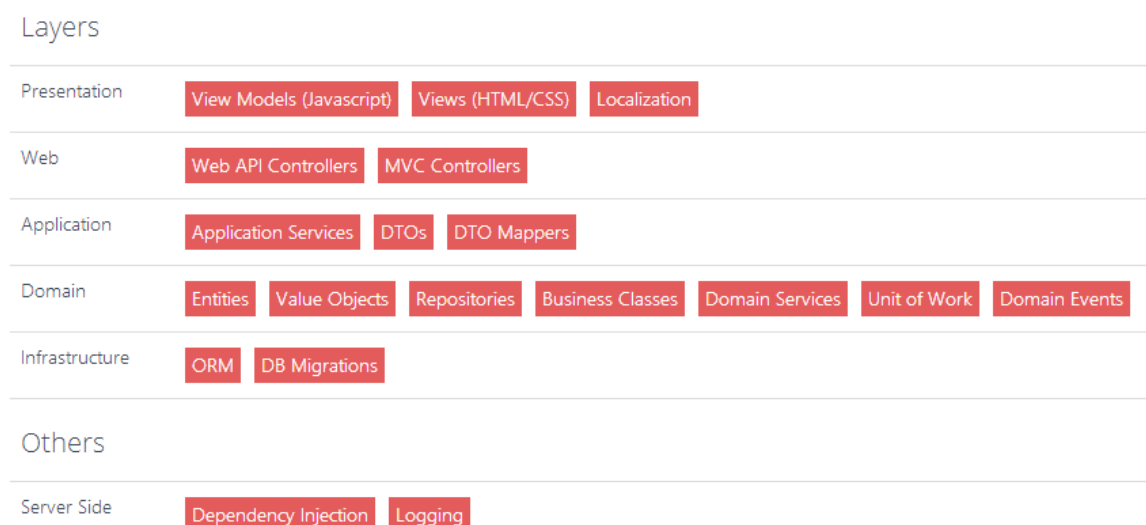 Layers
Presentation View Models (Javascript) Views (HTML/CSS) Localization
Web Web API Controllers MVC Controllers
Application Application Services DTOs DTO Mappers
Domain Entities Value Objects Repositories Business Classes Domain Services Unit of Work Domain Events
Infrastructure ORM DB Migrations
Others
Server Side Dependency Injection Logging